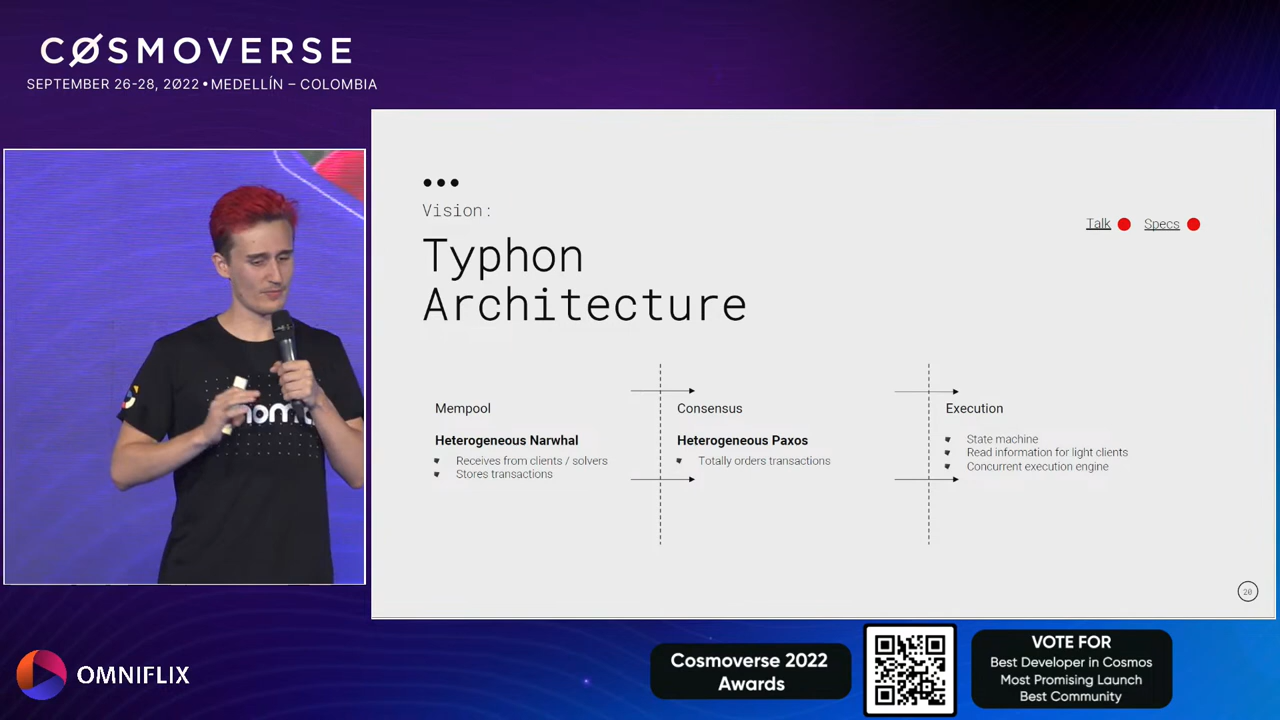 CØSMOVERSE
SEPTEMBER 26-28, 2022 • MEDELLÍN – COLOMBIA
Vision:
Typhon
Architecture
Talk
Specs
Mempool
Heterogeneous Narwhal
Receives from clients / solvers
Stores transactions
Consensus
Heterogeneous Paxos
Totally orders transactions
Execution
State machine
Read information for light clients
Concurrent execution engine
20
OMNIFLIX
Cosmoverse 2022
Awards
VOTE FOR
Best Developer in Cosmos
Most Promising Launch
Best Community